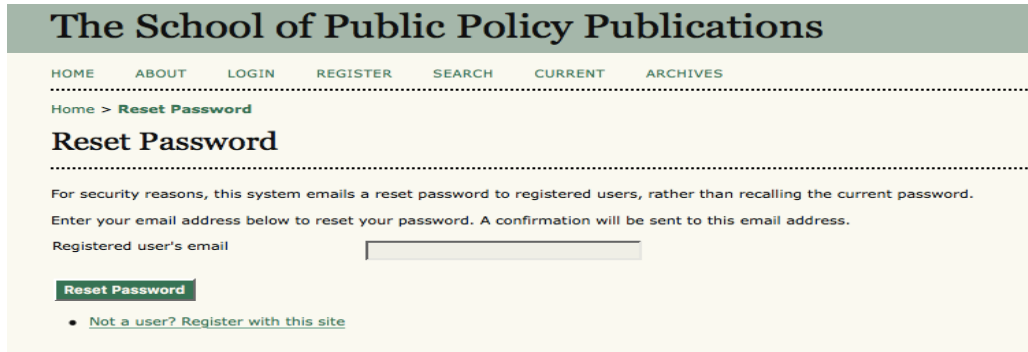 The School of Public Policy Publications
HOME ABOUT LOGIN REGISTER SEARCH CURRENT ARCHIVES
Home > Reset Password
Reset Password
For security reasons, this system emails a reset password to registered users, rather than recalling the current password.
Enter your email address below to reset your password. A confirmation will be sent to this email address.
Registered user's email
Reset Password
• Not a user? Register with this site